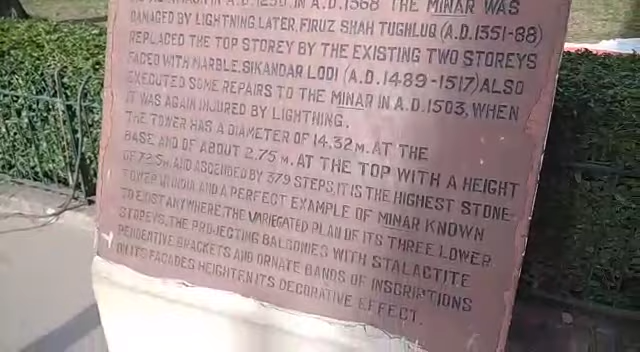 IN A.D. 1368 THE MINAR WAS
DAMAGED BY LIGHTNING. LATER, FIRUZ SHAH TUGHLUQ (A.D.1351-88)
REPLACED THE TOP STOREY BY THE EXISTING TWO STOREYS
FACED WITH MARBLE. SIKANDAR LODI (A.D.1489-1517) ALSO
EXECUTED SOME REPAIRS TO THE MINAR IN A.D.1503, WHEN
IT WAS AGAIN INJURED BY LIGHTNING.
THE TOWER HAS A DIAMETER OF 14.32M. AT THE
BASE AND OF ABOUT 2.75 M. AT THE TOP WITH A HEIGHT
OF 72.5M. AND ASCENDED BY 379 STEPS. IT IS THE HIGHEST STONE-
TOWER IN INDIA AND A PERFECT EXAMPLE OF MINAR KNOWN
TO EXIST ANYWHERE. THE VARIEGATED PLAN OF ITS THREE LOWER
STOREYS, THE PROJECTING BALCONIES WITH STALACTITE
PENDENTIVE BRACKETS AND ORNATE BANDS OF INSCRIPTIONS
ON ITS FACADES HEIGHTEN ITS DECORATIVE EFFECT.